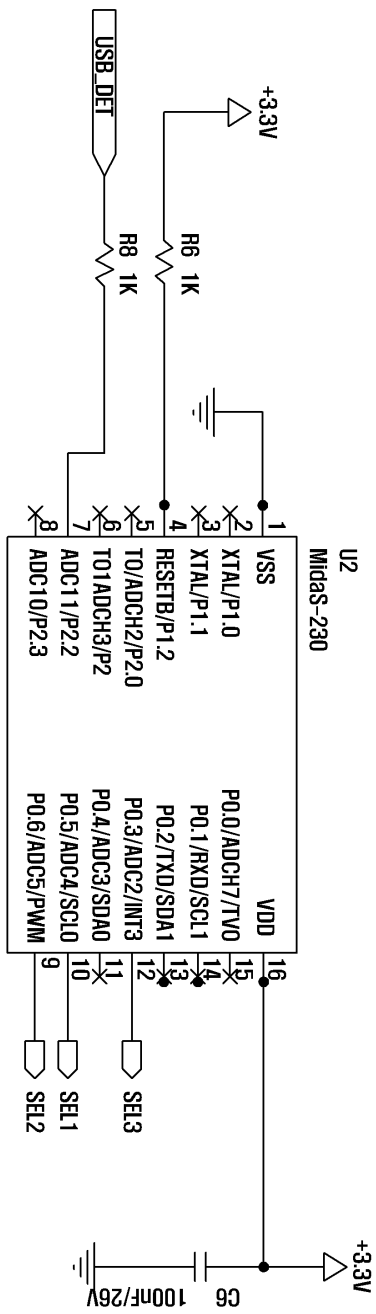 U2
MidaS-230
+3.3V
R6 1K
USB_DET
R8 1K
1
VSS
2
XTAL/P1.0
3
XTAL/P1.1
4
RESETB/P1.2
5
T0/ADCH2/P2.0
6
T01ADCH3/P2
7
ADC11/P2.2
8
ADC10/P2.3
VDD
16
P0.0/ADCH7/TV0
15
P0.1/RXD/SCL1
14
P0.2/TXD/SDA1
13
P0.3/ADC2/INT3
12
P0.4/ADC3/SDA0
11
P0.5/ADC4/SCL0
10
P0.6/ADC5/PWM
9
SEL3
SEL1
SEL2
+3.3V
C6
100nF/26V